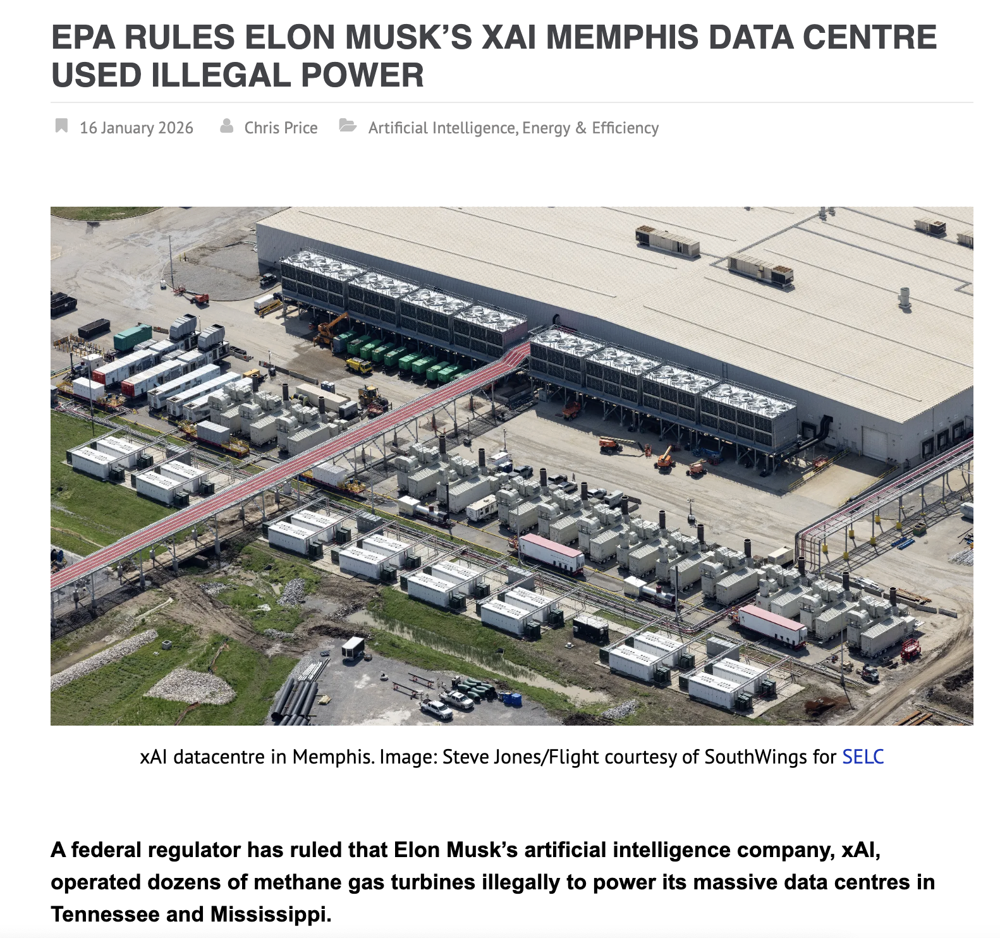 EPA RULES ELON MUSK’S XAI MEMPHIS DATA CENTRE
USED ILLEGAL POWER
16 January 2026 Chris Price Artificial Intelligence, Energy & Efficiency
xAI datacentre in Memphis. Image: Steve Jones/Flight courtesy of SouthWings for SELC
A federal regulator has ruled that Elon Musk’s artificial intelligence company, xAI,
operated dozens of methane gas turbines illegally to power its massive data centres in
Tennessee and Mississippi.